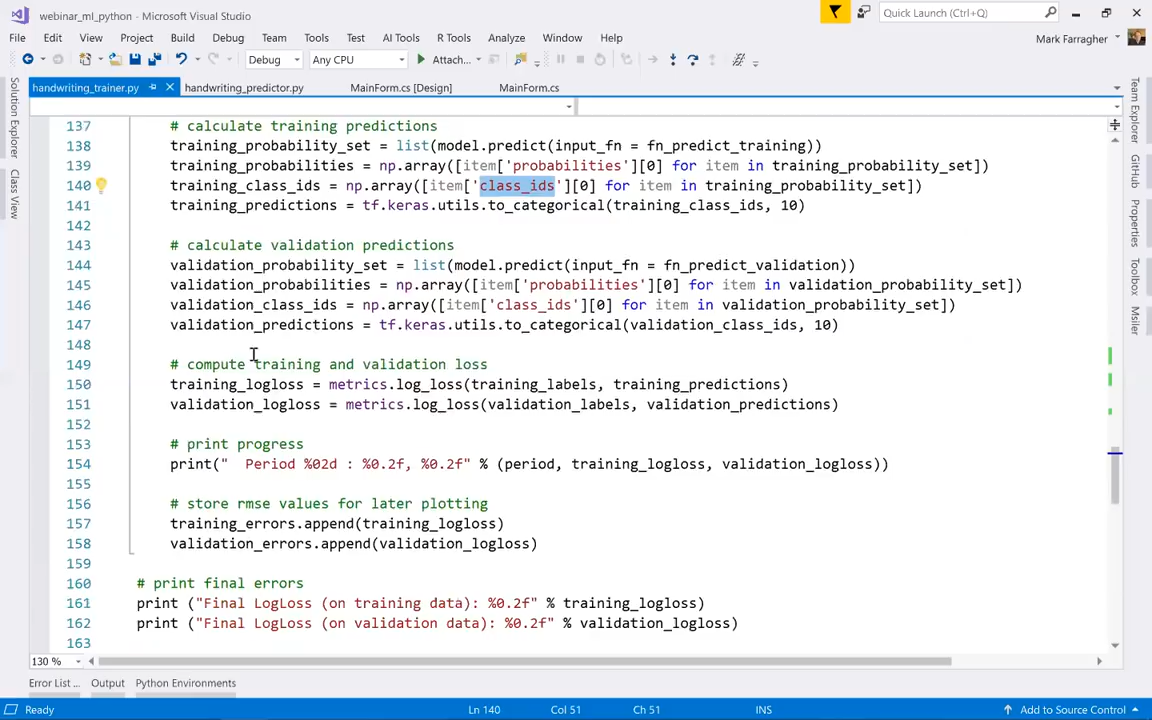 webinar_ml_python - Microsoft Visual Studio
Quick Launch (Ctrl+Q)
File Edit View Project Build Debug Team Tools Test AI Tools R Tools Analyze Window Help
Mark Farragher
Debug Any CPU Attach...
handwriting_trainer.py handwriting_predictor.py MainForm.cs [Design] MainForm.cs
Solution Explorer
Class View
137 # calculate training predictions
138 training_probability_set = list(model.predict(input_fn = fn_predict_training))
139 training_probabilities = np.array([item['probabilities'][0] for item in training_probability_set])
140 training_class_ids = np.array([item['class_ids'][0] for item in training_probability_set])
141 training_predictions = tf.keras.utils.to_categorical(training_class_ids, 10)
142
143 # calculate validation predictions
144 validation_probability_set = list(model.predict(input_fn = fn_predict_validation))
145 validation_probabilities = np.array([item['probabilities'][0] for item in validation_probability_set])
146 validation_class_ids = np.array([item['class_ids'][0] for item in validation_probability_set])
147 validation_predictions = tf.keras.utils.to_categorical(validation_class_ids, 10)
148
149 # compute training and validation loss
150 training_logloss = metrics.log_loss(training_labels, training_predictions)
151 validation_logloss = metrics.log_loss(validation_labels, validation_predictions)
152
153 # print progress
154 print("  Period %02d : %0.2f, %0.2f" % (period, training_logloss, validation_logloss))
155
156 # store rmse values for later plotting
157 training_errors.append(training_logloss)
158 validation_errors.append(validation_logloss)
159
160 # print final errors
161 print ("Final LogLoss (on training data): %0.2f" % training_logloss)
162 print ("Final LogLoss (on validation data): %0.2f" % validation_logloss)
163
Team Explorer
GitHub
Properties
Toolbox
Msiler
130 %
Error List ... Output Python Environments
Ready Ln 140 Col 51 Ch 51 INS Add to Source Control